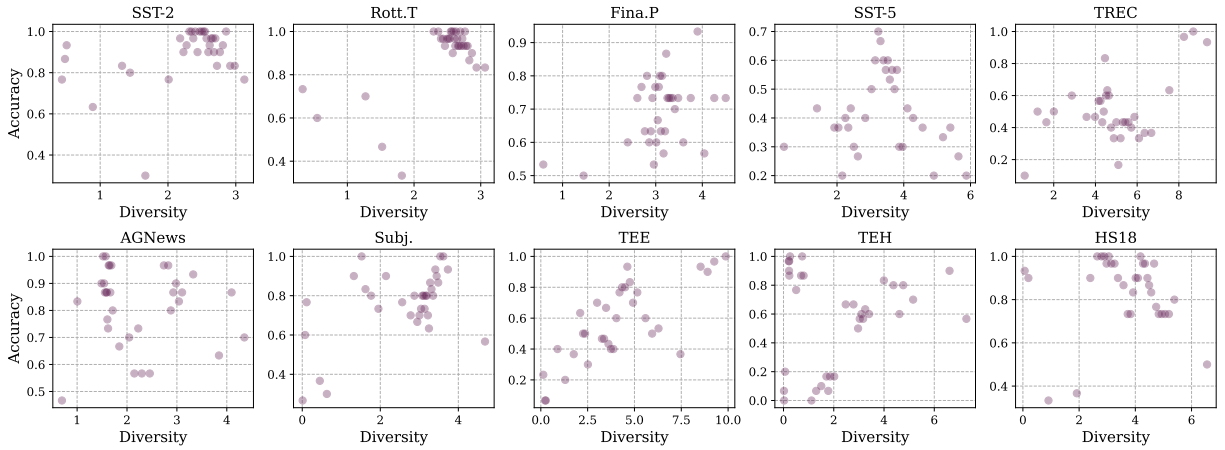 SST-2 Rott.T Fina.P SST-5 TREC
1.0 1.0 0.9 0.7 1.0
0.8 0.8 0.8 0.6 0.8
0.6 0.6 0.7 0.5 0.6
0.4 0.4 0.6 0.4 0.4
0.5 0.3 0.2
0.2
Accuracy
1 2 3 1 2 3 1 2 3 4 2 4 6 2 4 6 8
Diversity Diversity Diversity Diversity Diversity
AGNews Subj. TEE TEH HS18
1.0 1.0 1.0 1.0 1.0
0.9 0.8 0.8 0.8 0.8
0.8 0.6 0.6 0.6 0.6
0.7 0.4 0.4 0.4 0.4
0.6 0.2 0.2
0.5 0.0
Accuracy
1 2 3 4 0 2 4 0.0 2.5 5.0 7.5 10.0 0 2 4 6 0 2 4 6
Diversity Diversity Diversity Diversity Diversity